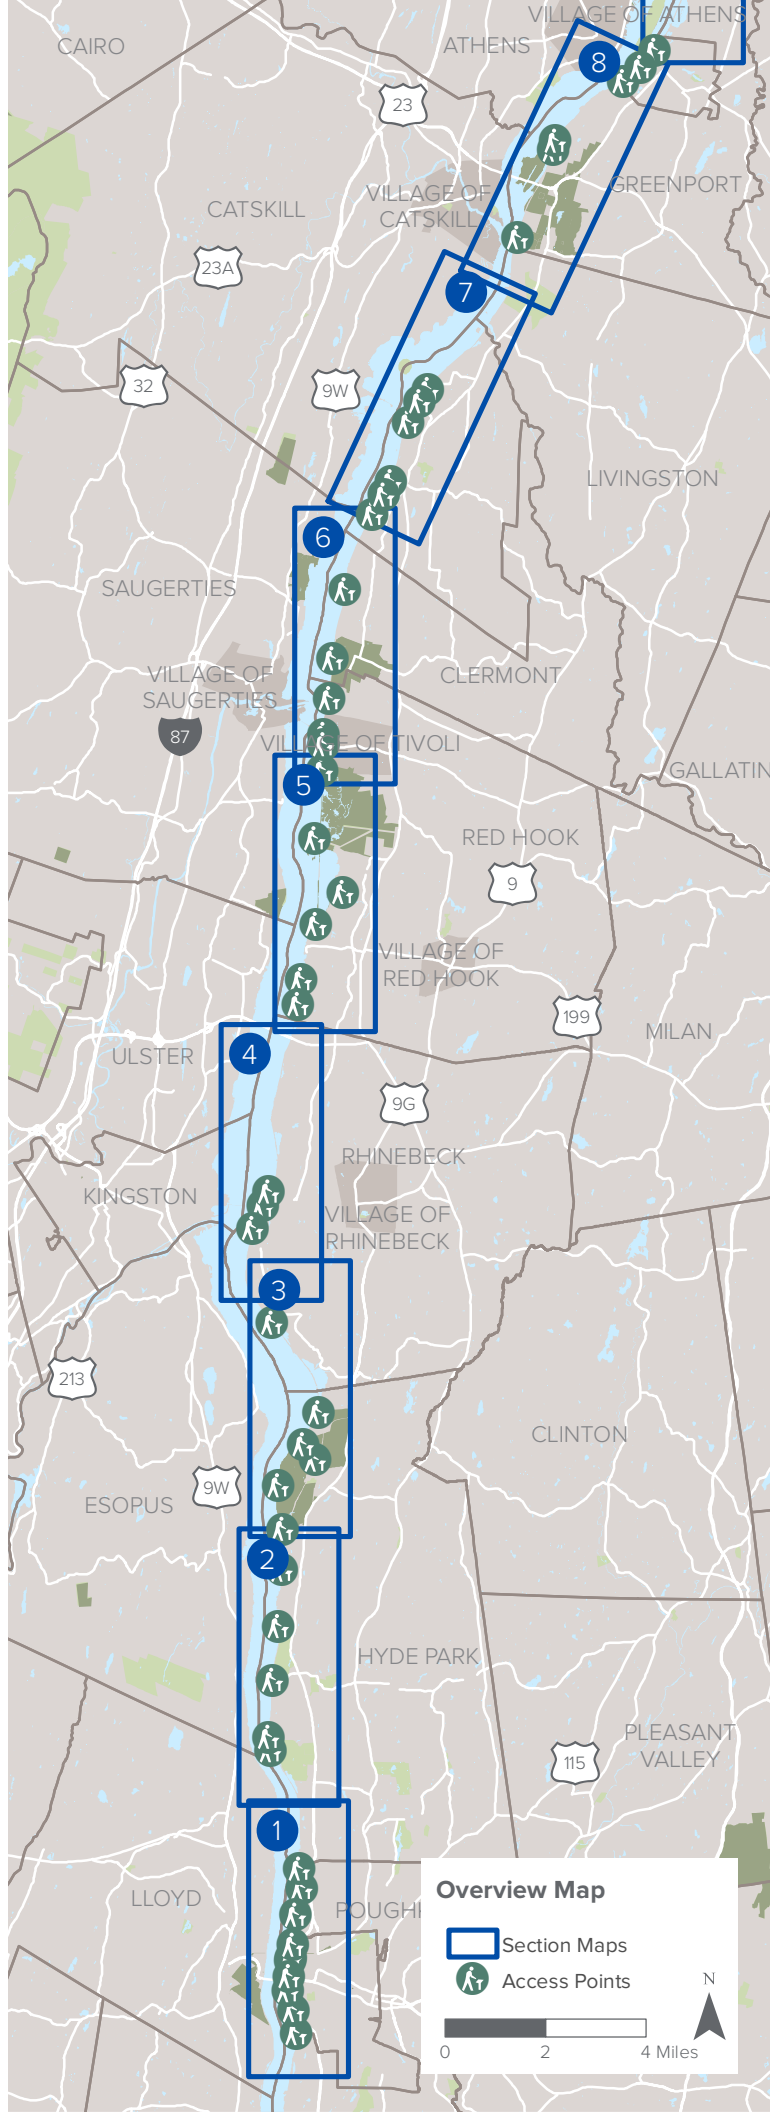 VILLAGE OF ATHENS
CAIRO
ATHENS
8
23
GREENPORT
VILLAGE OF
CATSKILL
CATSKILL
23A
7
32
9W
LIVINGSTON
6
SAUGERTIES
VILLAGE OF
SAUGERTIES
CLERMONT
87
VILLAGE OF TIVOLI
GALLATIN
5
RED HOOK
9
VILLAGE OF
RED HOOK
199
MILAN
4
ULSTER
9G
RHINEBECK
KINGSTON
VILLAGE OF
RHINEBECK
3
213
CLINTON
9W
ESOPUS
2
HYDE PARK
PLEASANT
VALLEY
115
1
LLOYD
POUGH
Overview Map
Section Maps
Access Points
N
0 2 4 Miles